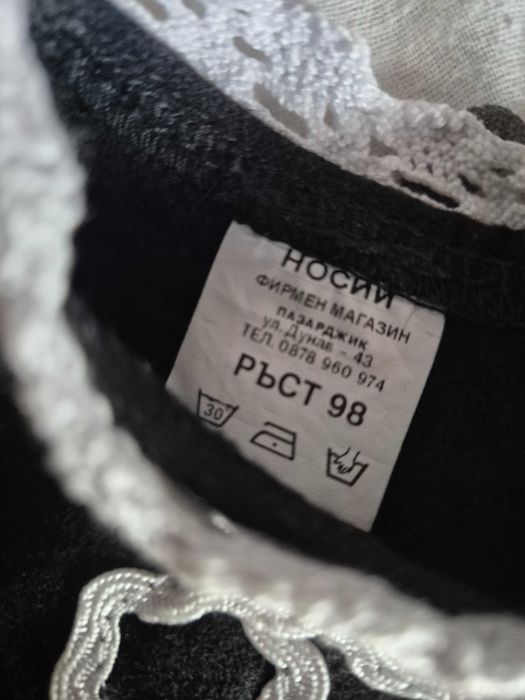 НОСИИ
ФИРМЕН МАГАЗИН
ПАЗАРДЖИК
ул. Дунав - 43
ТЕЛ. 0878 960 974
РЪСТ 98
30